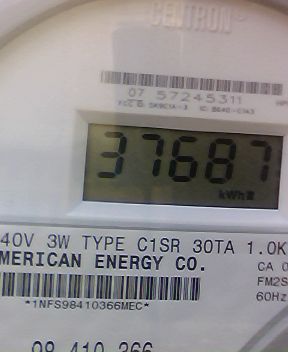 CENTRON®
07 57245311
37687
kWh
40V 3W TYPE C1SR 30TA 1.0K
MERICAN ENERGY CO.
CA 0
FM2S
60Hz
*1NFS98410366MEC*
98 410 366